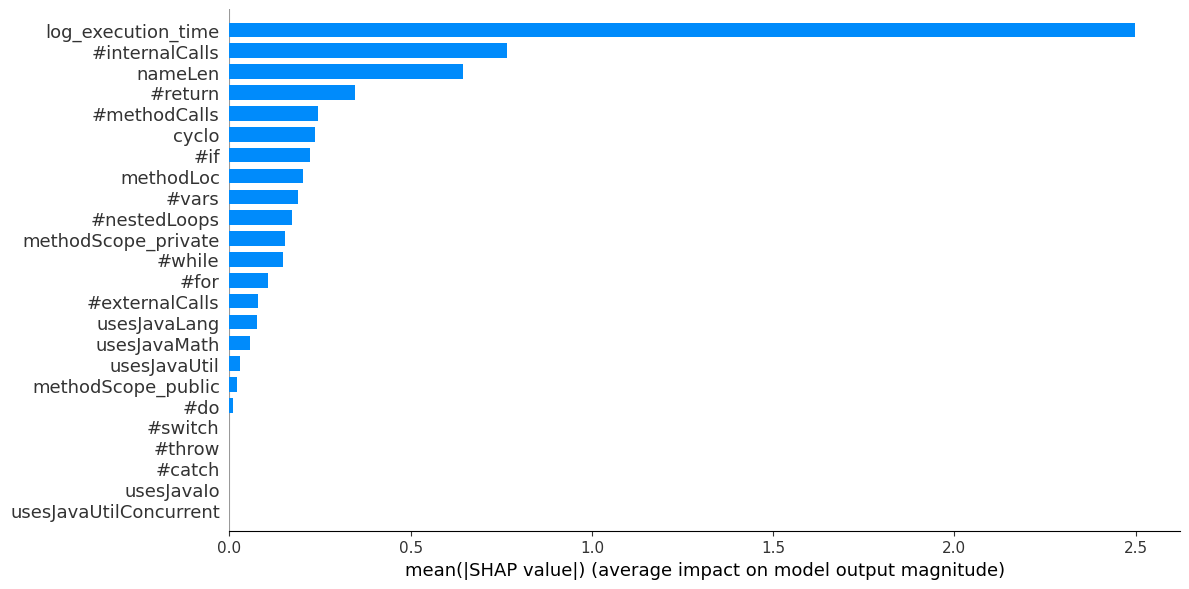 log_execution_time
#internalCalls
nameLen
#return
#methodCalls
cyclo
#if
methodLoc
#vars
#nestedLoops
methodScope_private
#while
#for
#externalCalls
usesJavaLang
usesJavaMath
usesJavaUtil
methodScope_public
#do
#switch
#throw
#catch
usesJavaIo
usesJavaUtilConcurrent
0.0 0.5 1.0 1.5 2.0 2.5
mean(|SHAP value|) (average impact on model output magnitude)